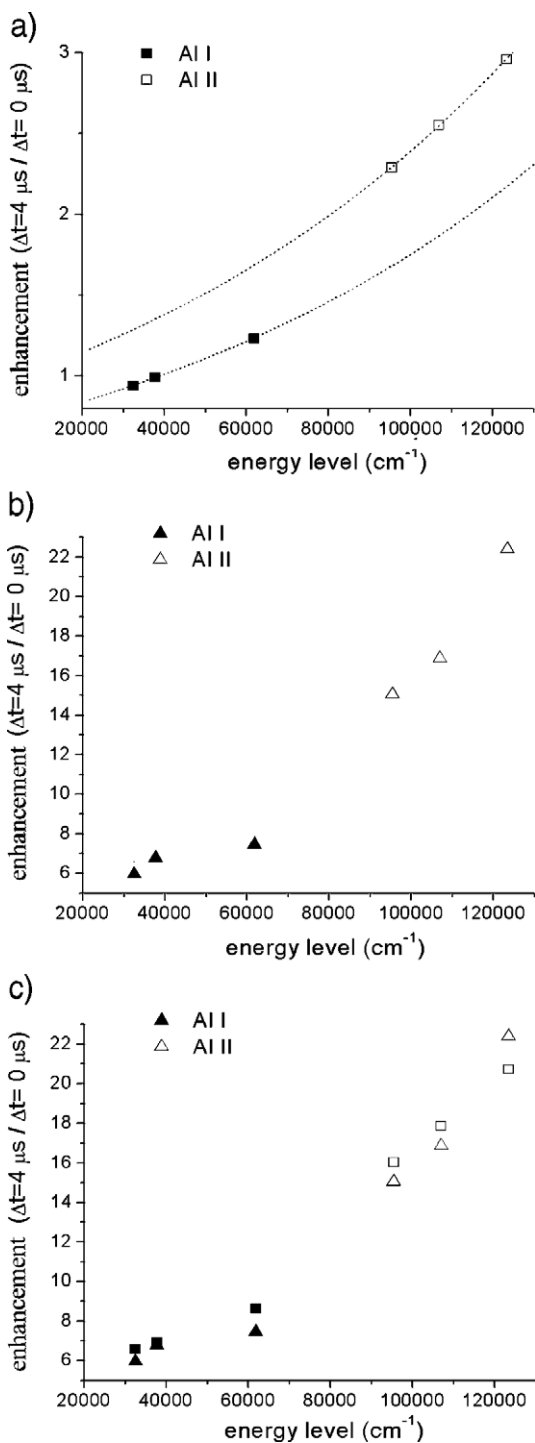 a)
Al I
Al II
3
2
1
enhancement (Δt=4 μs / Δt= 0 μs)
20000 40000 60000 80000 100000 120000
energy level (cm⁻¹)
b)
Al I
Al II
22
20
18
16
14
12
10
8
6
enhancement (Δt=4 μs / Δt= 0 μs)
20000 40000 60000 80000 100000 120000
energy level (cm⁻¹)
c)
Al I
Al II
22
20
18
16
14
12
10
8
6
enhancement (Δt=4 μs / Δt= 0 μs)
20000 40000 60000 80000 100000 120000
energy level (cm⁻¹)